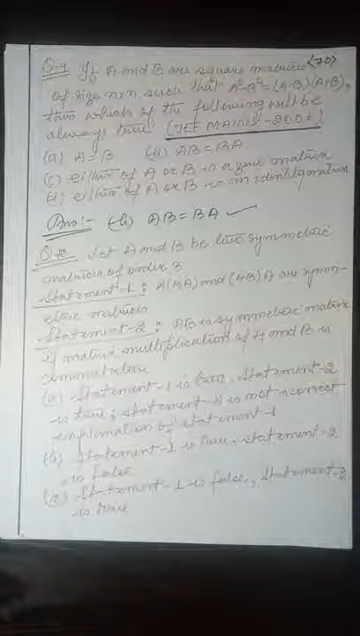 <70>
Q-7 If A and B are square matrices
of size nxn such that A²-B²=(A-B)(A+B),
then which of the following will be
always true (JEE MAINS-2006)
(a) A=B (b) AB=BA
(c) either of A or B is a zero matrix
(d) either of A or B is an identity matrix
Ans:- (b) AB=BA
Let A and B be two symmetric
matrices of order 3
Statement-1: A(BA) and (AB)A are symm-
etric matrices
Statement-2: AB is symmetric matrix
if matrix multiplication of A and B is
commutative
(a) Statement-1 is true, statement-2
is true; statement is not a correct
explanation of statement-1
(b) Statement-1 is true, statement-2
is false
(c) Statement-1 is false, statement-2
is true